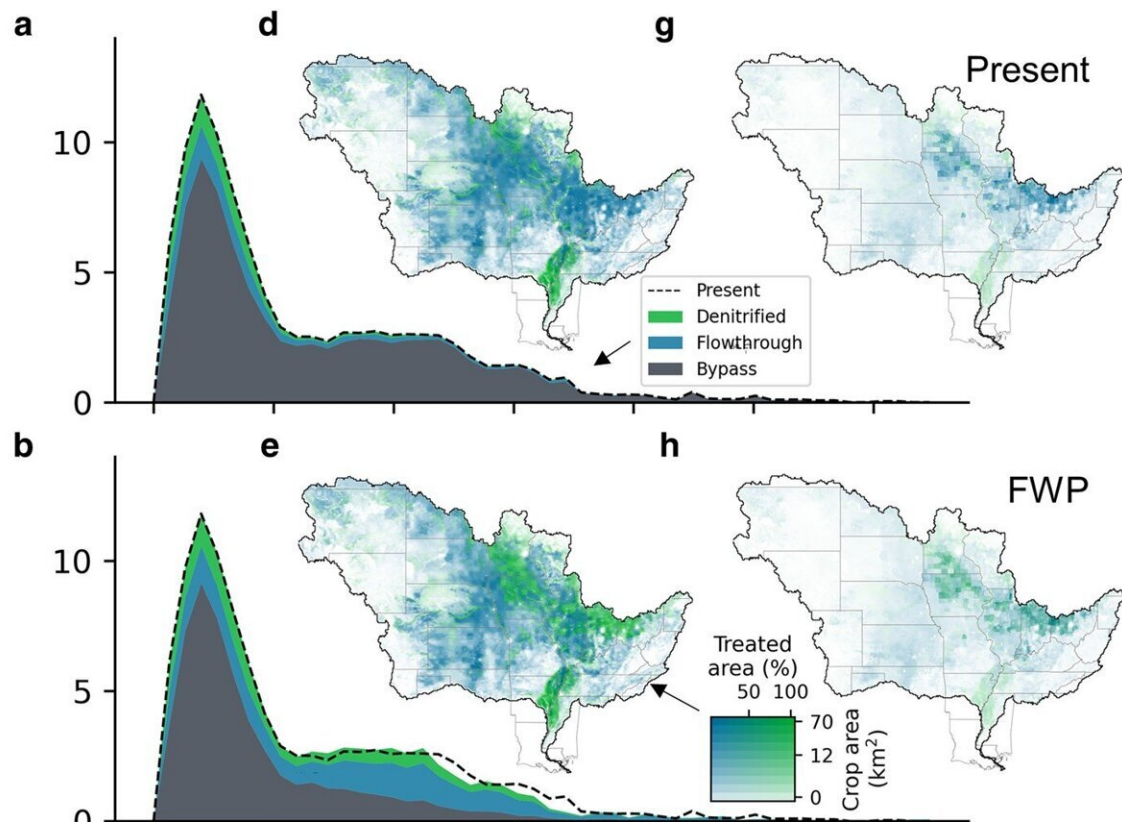 a
d
g
Present
10
5
0
Present
Denitrified
Flowthrough
Bypass
b
e
h
FWP
10
5
0
Treated
area (%)
50 100
70
12
0
Crop area
(km²)